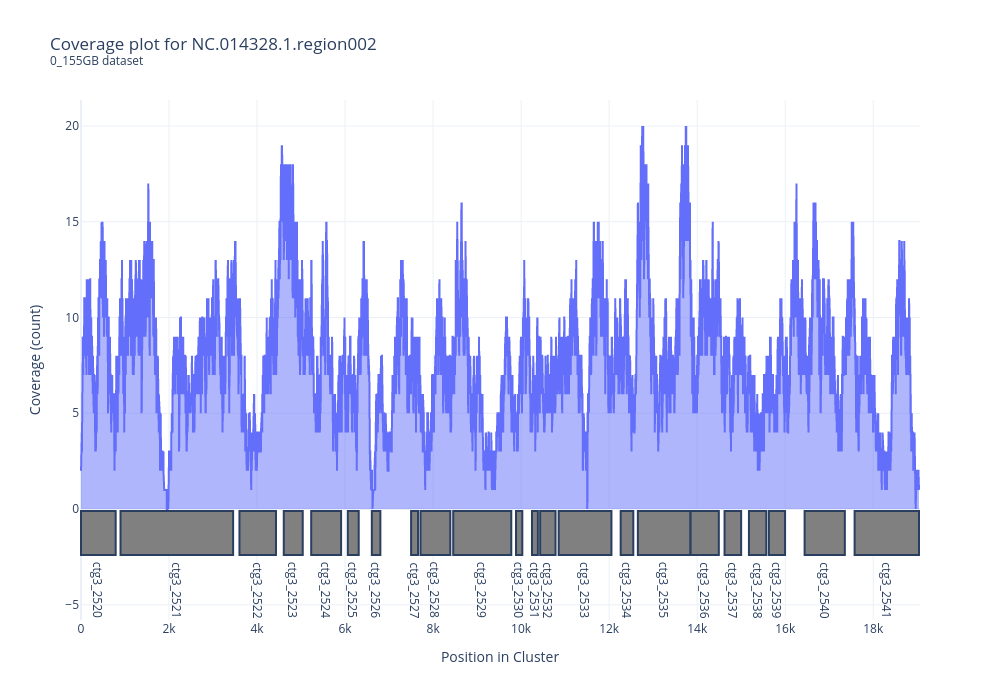 Coverage plot for NC.014328.1.region002
0_155GB dataset
Coverage (count)
20
15
10
5
0
−5
ctg3_2520
ctg3_2521
ctg3_2522
ctg3_2523
ctg3_2524
ctg3_2525
ctg3_2526
ctg3_2527
ctg3_2528
ctg3_2529
ctg3_2530
ctg3_2531
ctg3_2532
ctg3_2533
ctg3_2534
ctg3_2535
ctg3_2536
ctg3_2537
ctg3_2538
ctg3_2539
ctg3_2540
ctg3_2541
0 2k 4k 6k 8k 10k 12k 14k 16k 18k
Position in Cluster